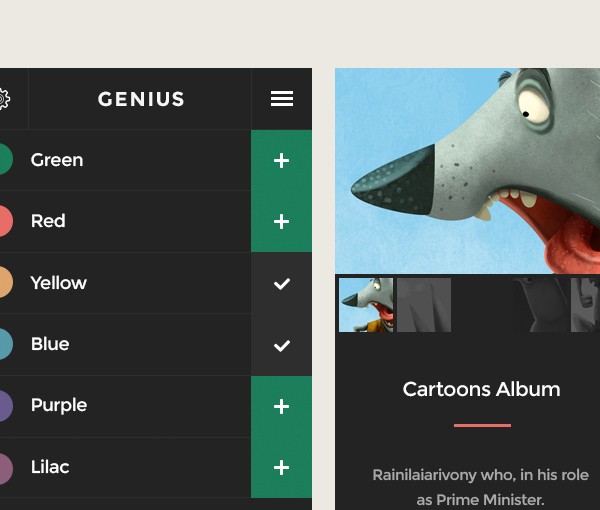 GENIUS
Green
Red
Yellow
Blue
Purple
Lilac
Cartoons Album
Rainilaiarivony who, in his role
as Prime Minister.